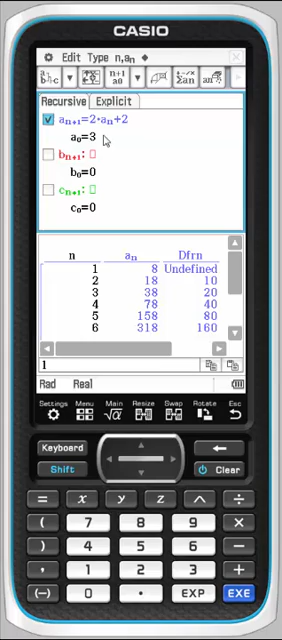 CASIO
Edit Type n,an ◆
Recursive Explicit
an+1=2·an+2
a0=3
bn+1:□
b0=0
cn+1:□
c0=0
n an Dfrn
1 8 Undefined
2 18 10
3 38 20
4 78 40
5 158 80
6 318 160
1
Rad Real
Settings Menu Main Resize Swap Rotate Esc
Keyboard
Shift Clear
= x y z ^ ÷
( 7 8 9 ×
) 4 5 6 −
, 1 2 3 +
(−) 0 · EXP EXE